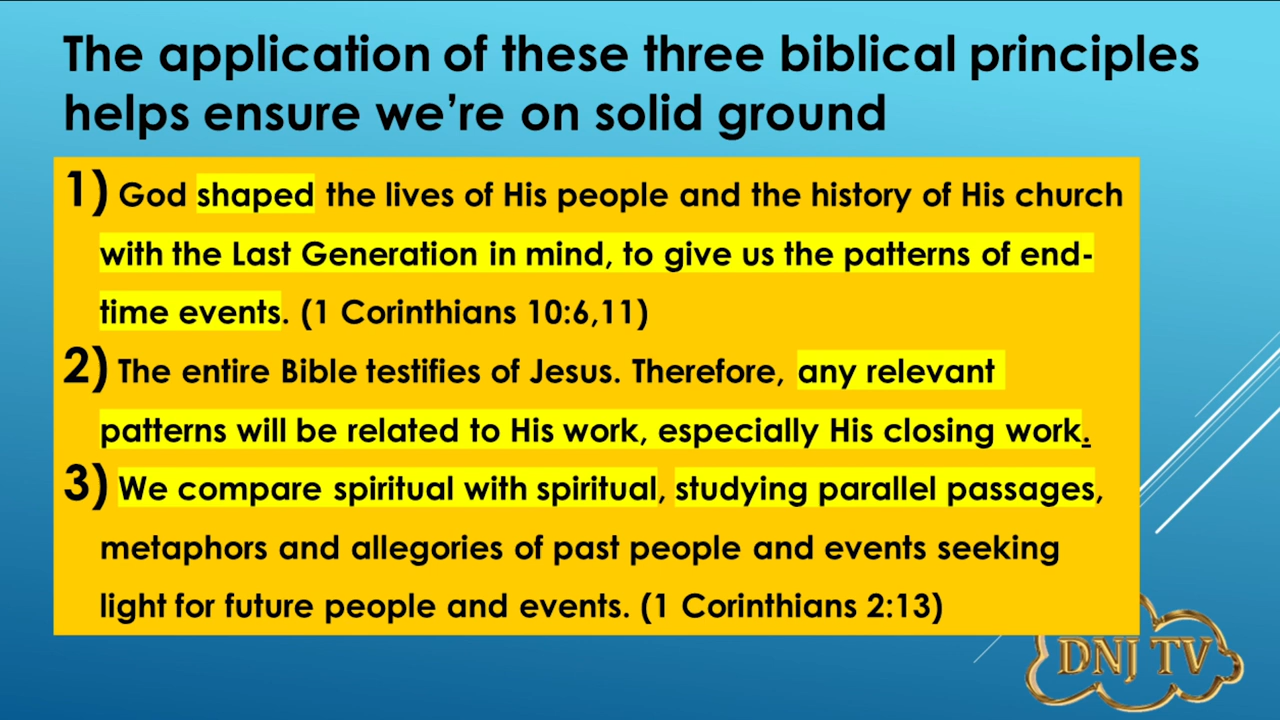 The application of these three biblical principles
helps ensure we're on solid ground
1) God shaped the lives of His people and the history of His church
with the Last Generation in mind, to give us the patterns of end-
time events. (1 Corinthians 10:6,11)
2) The entire Bible testifies of Jesus. Therefore, any relevant
patterns will be related to His work, especially His closing work.
3) We compare spiritual with spiritual, studying parallel passages,
metaphors and allegories of past people and events seeking
light for future people and events. (1 Corinthians 2:13)
DNJ TV